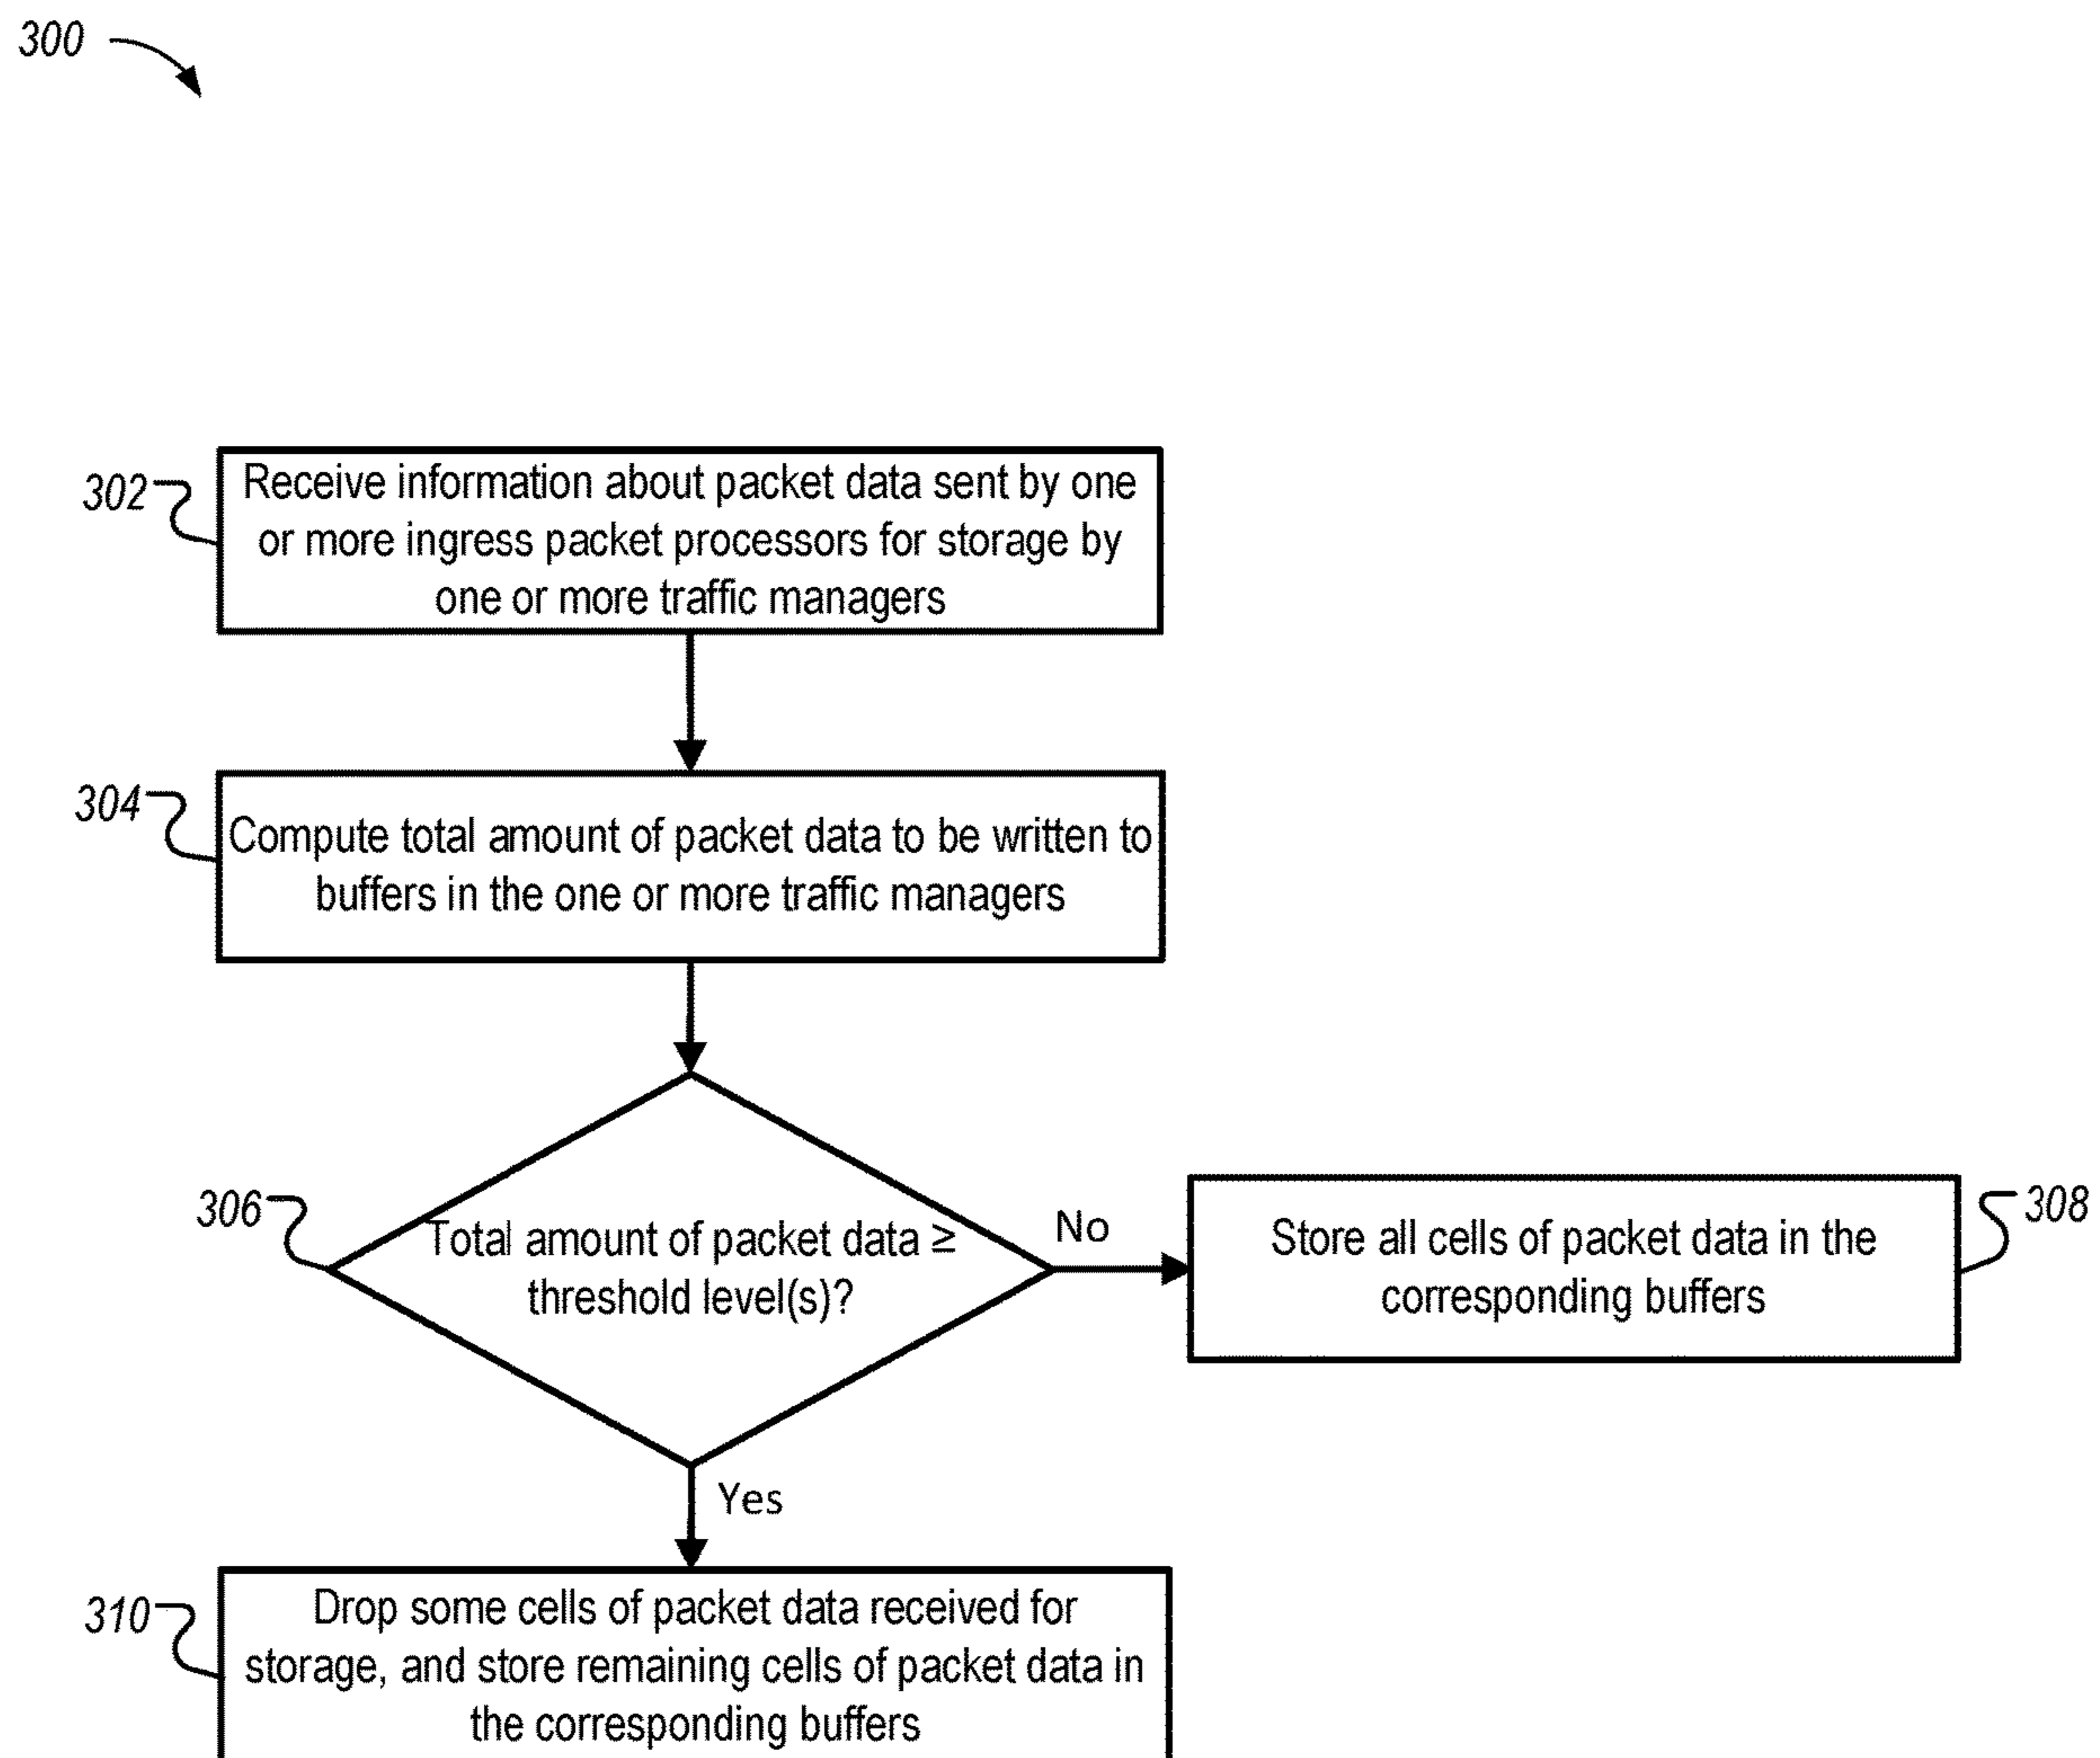 300
302
Receive information about packet data sent by one
or more ingress packet processors for storage by
one or more traffic managers
304
Compute total amount of packet data to be written to
buffers in the one or more traffic managers
306
Total amount of packet data ≥
threshold level(s)?
No
Store all cells of packet data in the
corresponding buffers
308
Yes
310
Drop some cells of packet data received for
storage, and store remaining cells of packet data in
the corresponding buffers